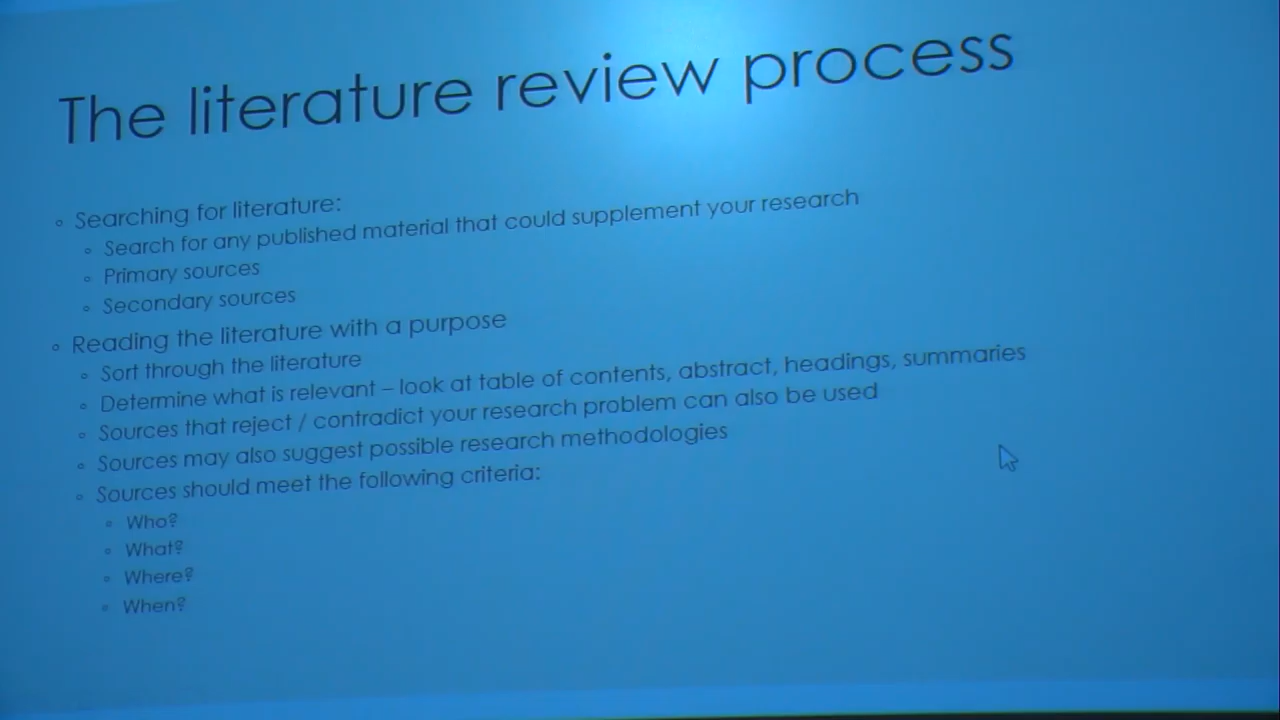 The literature review process
Searching for literature:
Search for any published material that could supplement your research
Primary sources
Secondary sources
Reading the literature with a purpose
Sort through the literature
Determine what is relevant – look at table of contents, abstract, headings, summaries
Sources that reject / contradict your research problem can also be used
Sources may also suggest possible research methodologies
Sources should meet the following criteria:
Who?
What?
Where?
When?